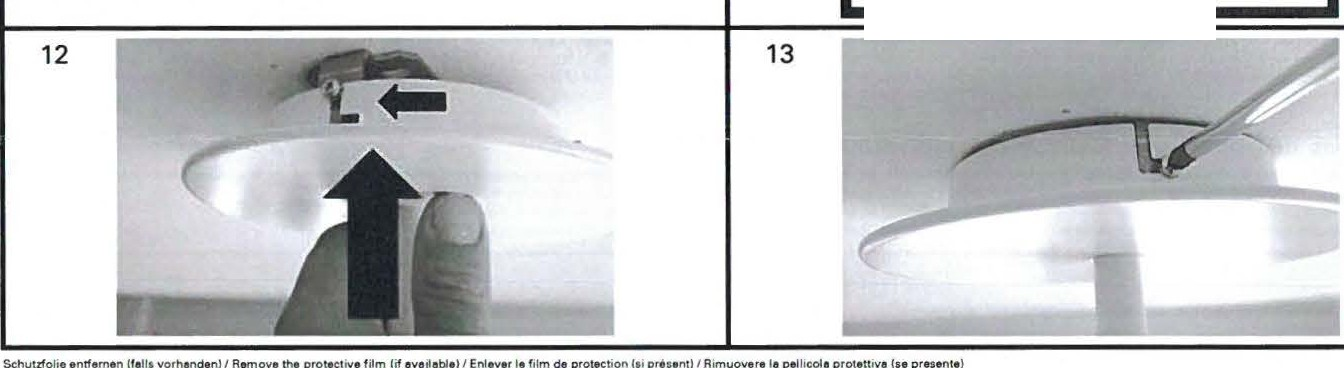 12
13
Schutzfolie entfernen (falls vorhanden) / Remove the protective film (if available) / Enlever le film de protection (si présent) / Rimuovere la pellicola protettiva (se presente)